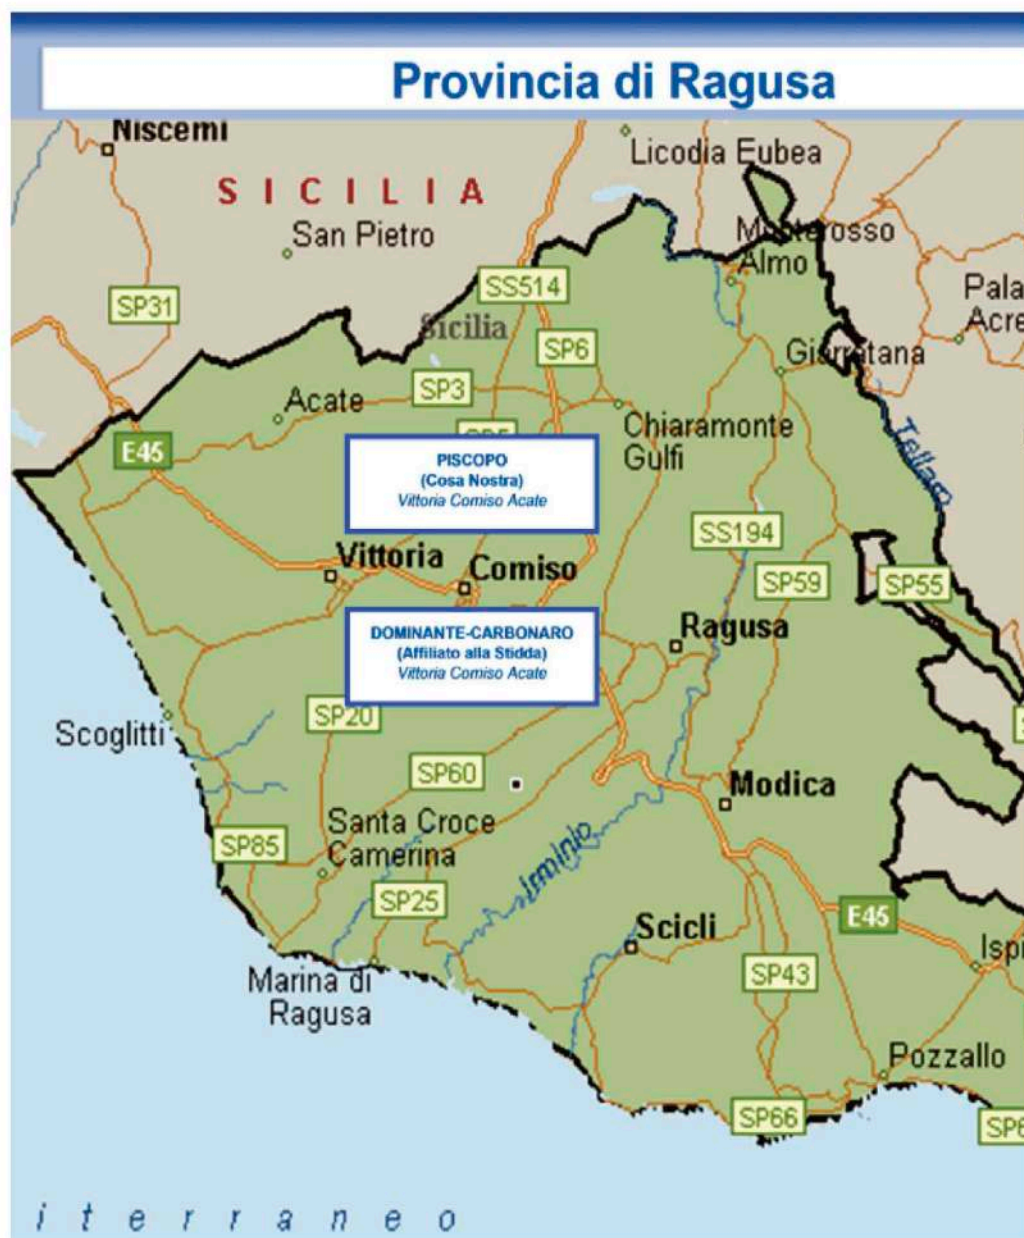 Provincia di Ragusa
Niscemi
Licodia Eubea
SICILIA
San Pietro
Monterosso
Almo
SS514
SP31
Pala
Acre
Sicilia
SP6
Giarratana
SP3
Acate
Chiaramonte
Gulfi
Tellaro
E45
PISCOPO
(Cosa Nostra)
Vittoria Comiso Acate
SS194
Vittoria
Comiso
SP59
SP55
DOMINANTE-CARBONARO
(Affiliato alla Stidda)
Vittoria Comiso Acate
Ragusa
SP20
Scoglitti
SP60
Modica
Santa Croce
Camerina
SP85
Irminio
SP25
E45
Scicli
Ispi
Marina di
Ragusa
SP43
Pozzallo
SP66
iterraneo